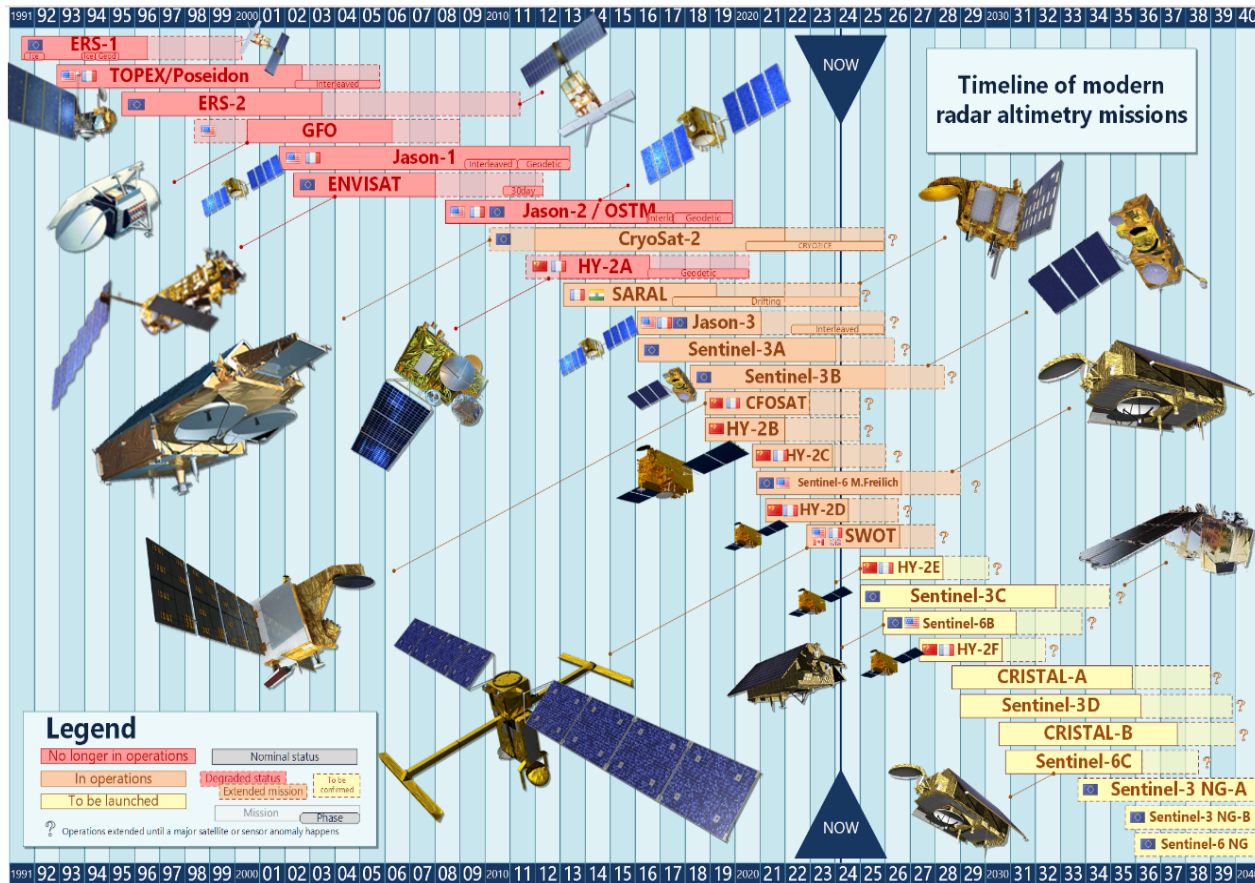 1991 92 93 94 95 96 97 98 99 2000 01 02 03 04 05 06 07 08 09 2010 11 12 13 14 15 16 17 18 19 2020 21 22 23 24 25 26 27 28 29 2030 31 32 33 34 35 36 37 38 39 40
NOW
Timeline of modern
radar altimetry missions
ERS-1
Ice Ice Geod
TOPEX/Poseidon
Interleaved
ERS-2
GFO
Jason-1
Interleaved Geodetic
ENVISAT
30day
Jason-2 / OSTM
Geodetic
CryoSat-2 ?
CRYO2ICE
HY-2A
Geodetic
SARAL ?
Drifting
Jason-3 ?
Interleaved
Sentinel-3A ?
Sentinel-3B ?
CFOSAT ?
HY-2B ?
HY-2C ?
Sentinel-6 M.Freilich ?
HY-2D ?
SWOT ?
HY-2E ?
Sentinel-3C ?
Sentinel-6B ?
HY-2F ?
CRISTAL-A ?
Sentinel-3D ?
CRISTAL-B ?
Sentinel-6C ?
Sentinel-3 NG-A
Sentinel-3 NG-B
Sentinel-6 NG
Legend
No longer in operations
In operations
To be launched
Nominal status
Degraded status
Extended mission
To be
confirmed
Mission
Phase
? Operations extended until a major satellite or sensor anomaly happens
NOW
1991 92 93 94 95 96 97 98 99 2000 01 02 03 04 05 06 07 08 09 2010 11 12 13 14 15 16 17 18 19 2020 21 22 23 24 25 26 27 28 29 2030 31 32 33 34 35 36 37 38 39